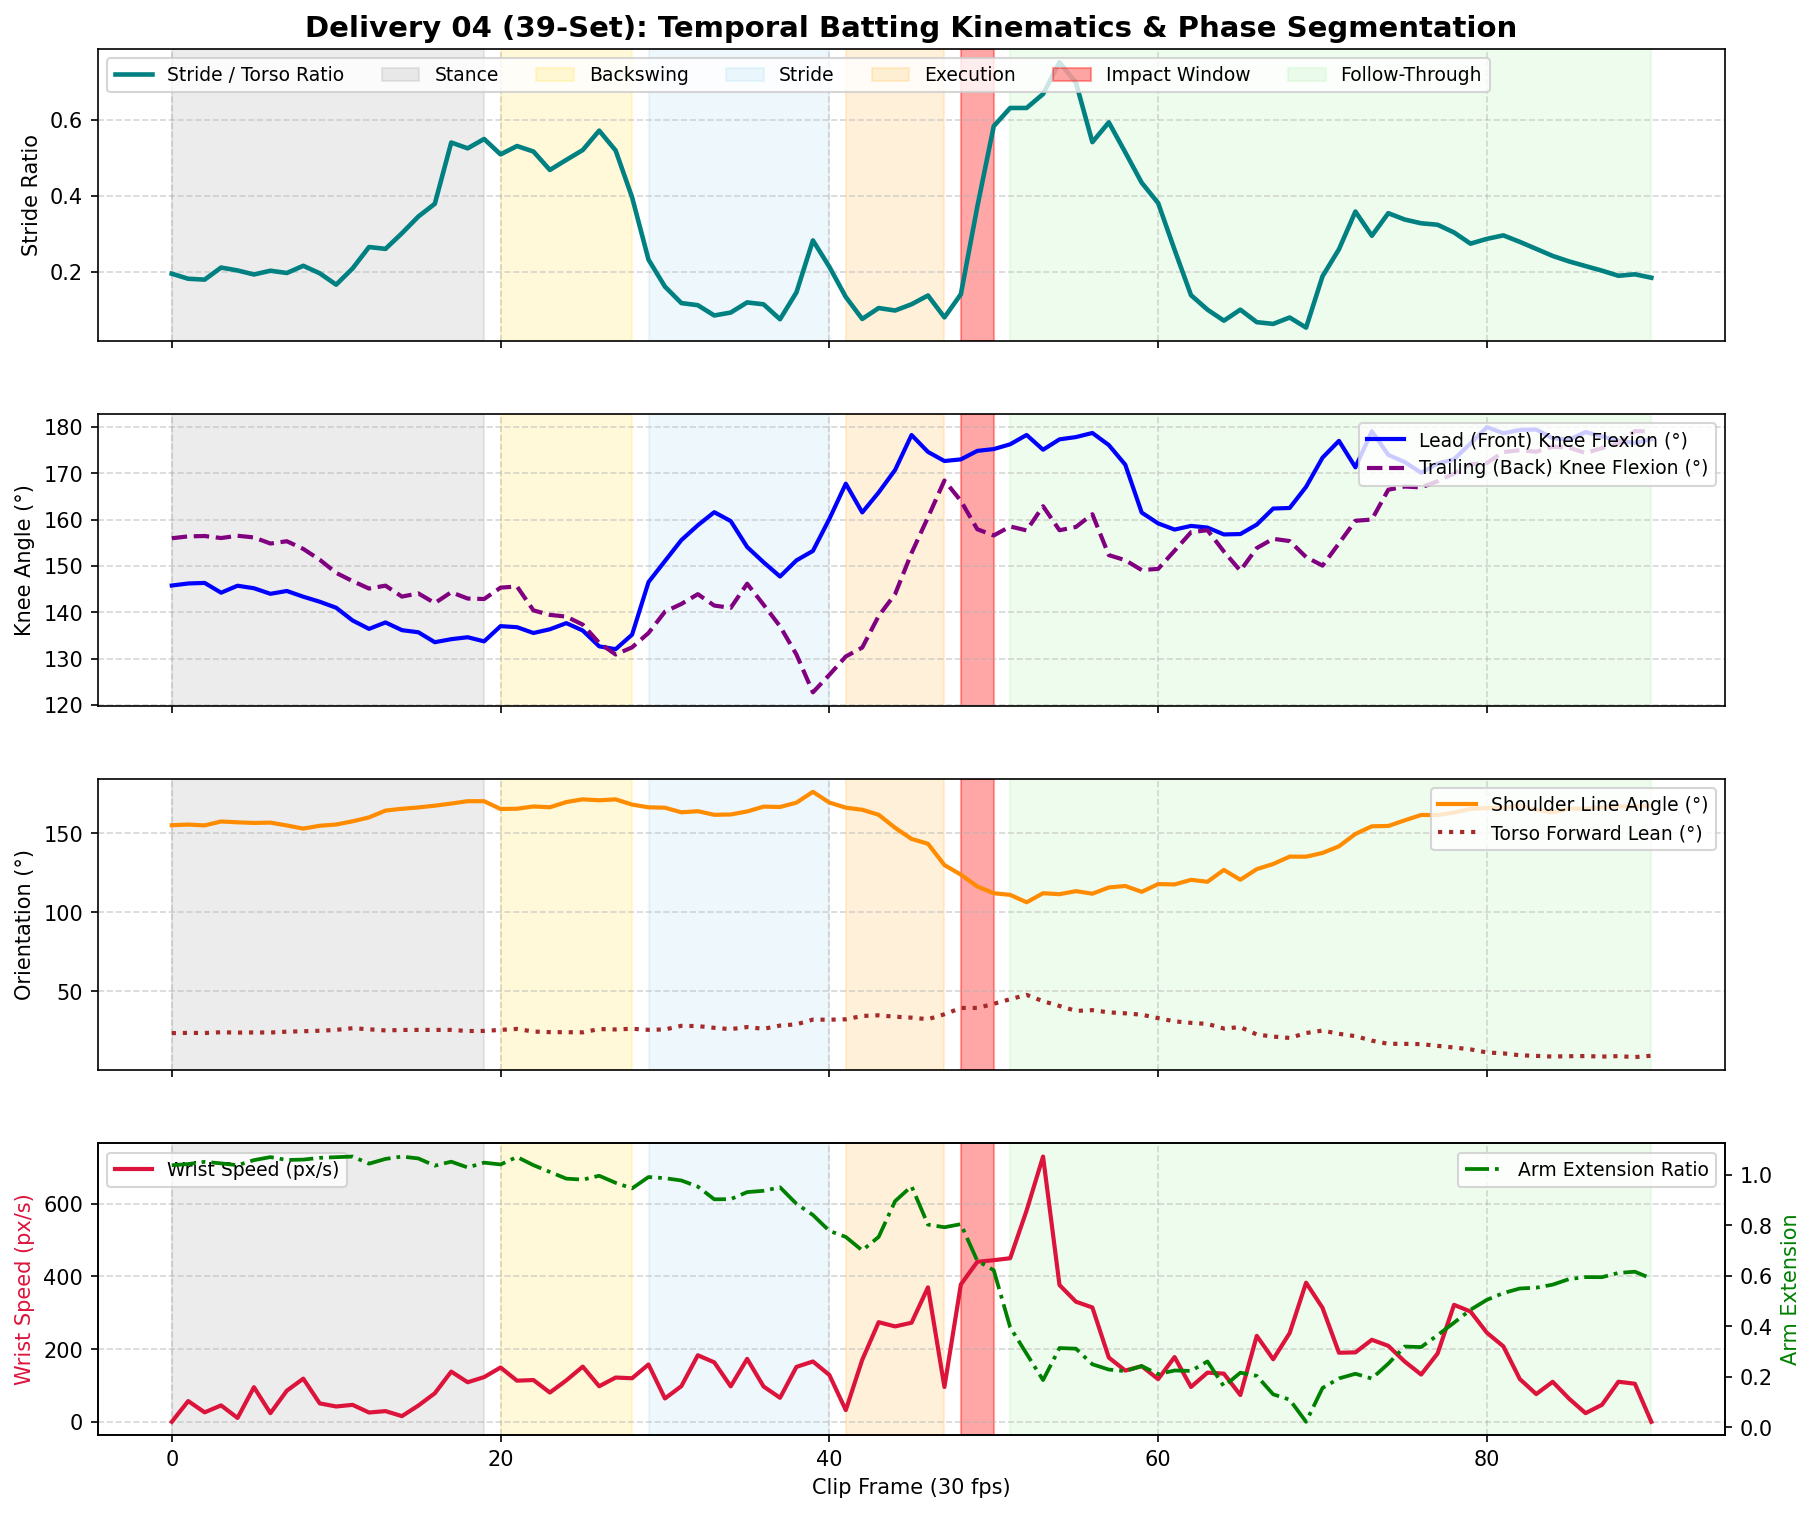 Delivery 04 (39-Set): Temporal Batting Kinematics & Phase Segmentation
Stride / Torso Ratio Stance Backswing Stride Execution Impact Window Follow-Through
Stride Ratio
0.6
0.4
0.2
Lead (Front) Knee Flexion (°)
Trailing (Back) Knee Flexion (°)
Knee Angle (°)
180
170
160
150
140
130
120
Shoulder Line Angle (°)
Torso Forward Lean (°)
Orientation (°)
150
100
50
Wrist Speed (px/s)
Arm Extension Ratio
Wrist Speed (px/s)
600
400
200
0
1.0
0.8
0.6
0.4
0.2
0.0
Arm Extension
0 20 40 60 80
Clip Frame (30 fps)